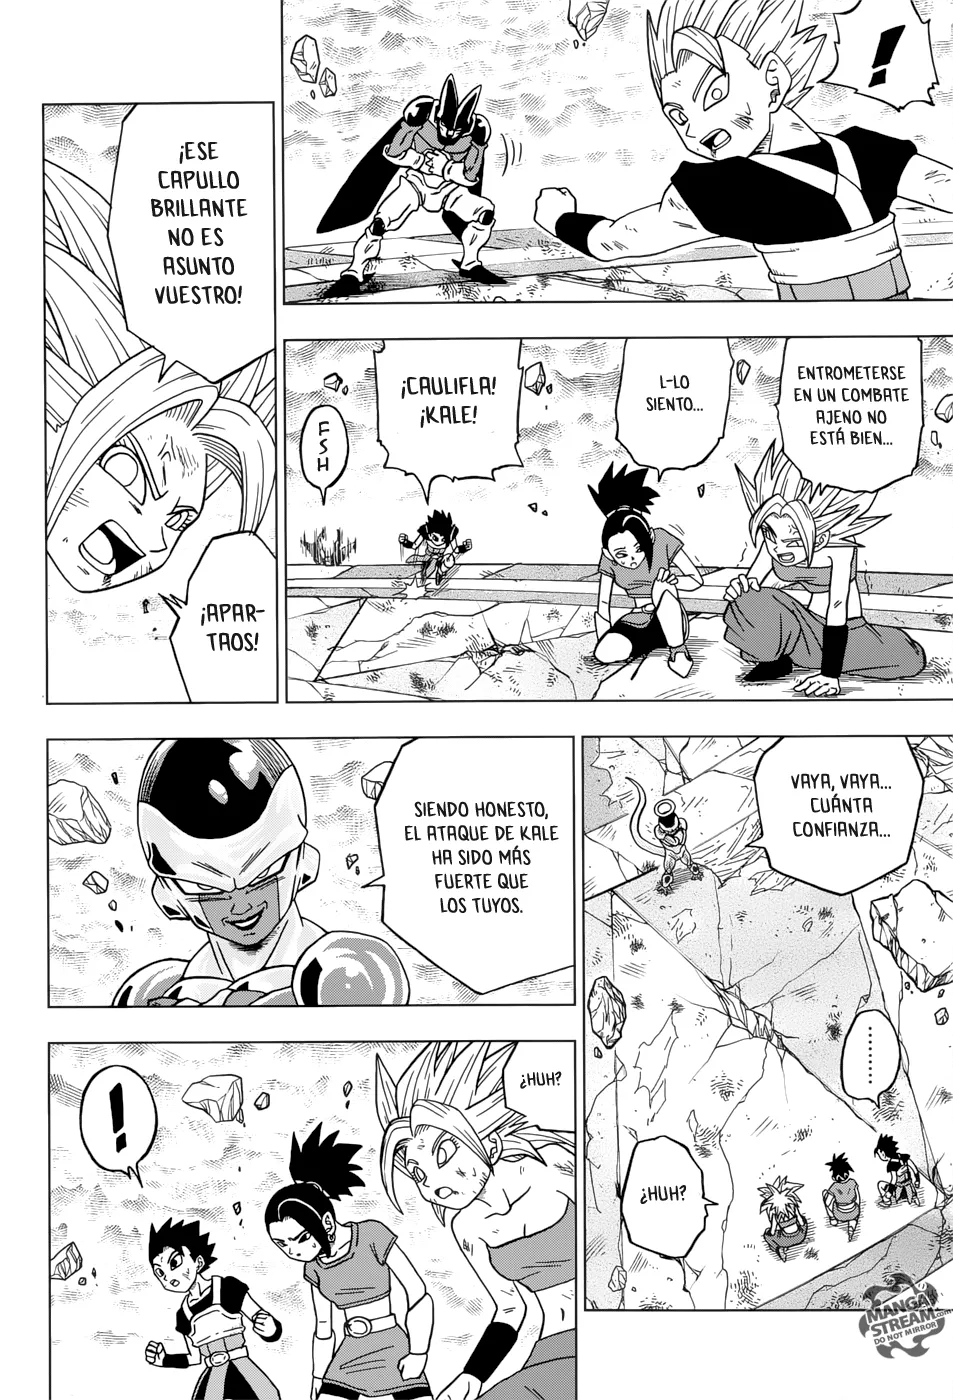 !
¡ESE
CAPULLO
BRILLANTE
NO ES
ASUNTO
VUESTRO!
¡APAR-
TAOS!
FSH
¡CAULIFLA!
¡KALE!
L-LO
SIENTO...
ENTROMETERSE
EN UN COMBATE
AJENO NO
ESTÁ BIEN...
SIENDO HONESTO,
EL ATAQUE DE KALE
HA SIDO MÁS
FUERTE QUE
LOS TUYOS.
VAYA, VAYA...
CUÁNTA
CONFIANZA...
.........
¿HUH?
!
¿HUH?
MANGA
STREAM.com
DO NOT MIRROR